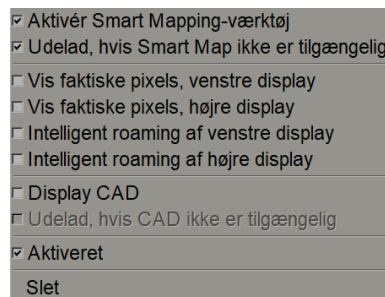 Aktivér Smart Mapping-værktøj
Udelad, hvis Smart Map ikke er tilgængelig
Vis faktiske pixels, venstre display
Vis faktiske pixels, højre display
Intelligent roaming af venstre display
Intelligent roaming af højre display
Display CAD
Udelad, hvis CAD ikke er tilgængelig
Aktiveret
Slet